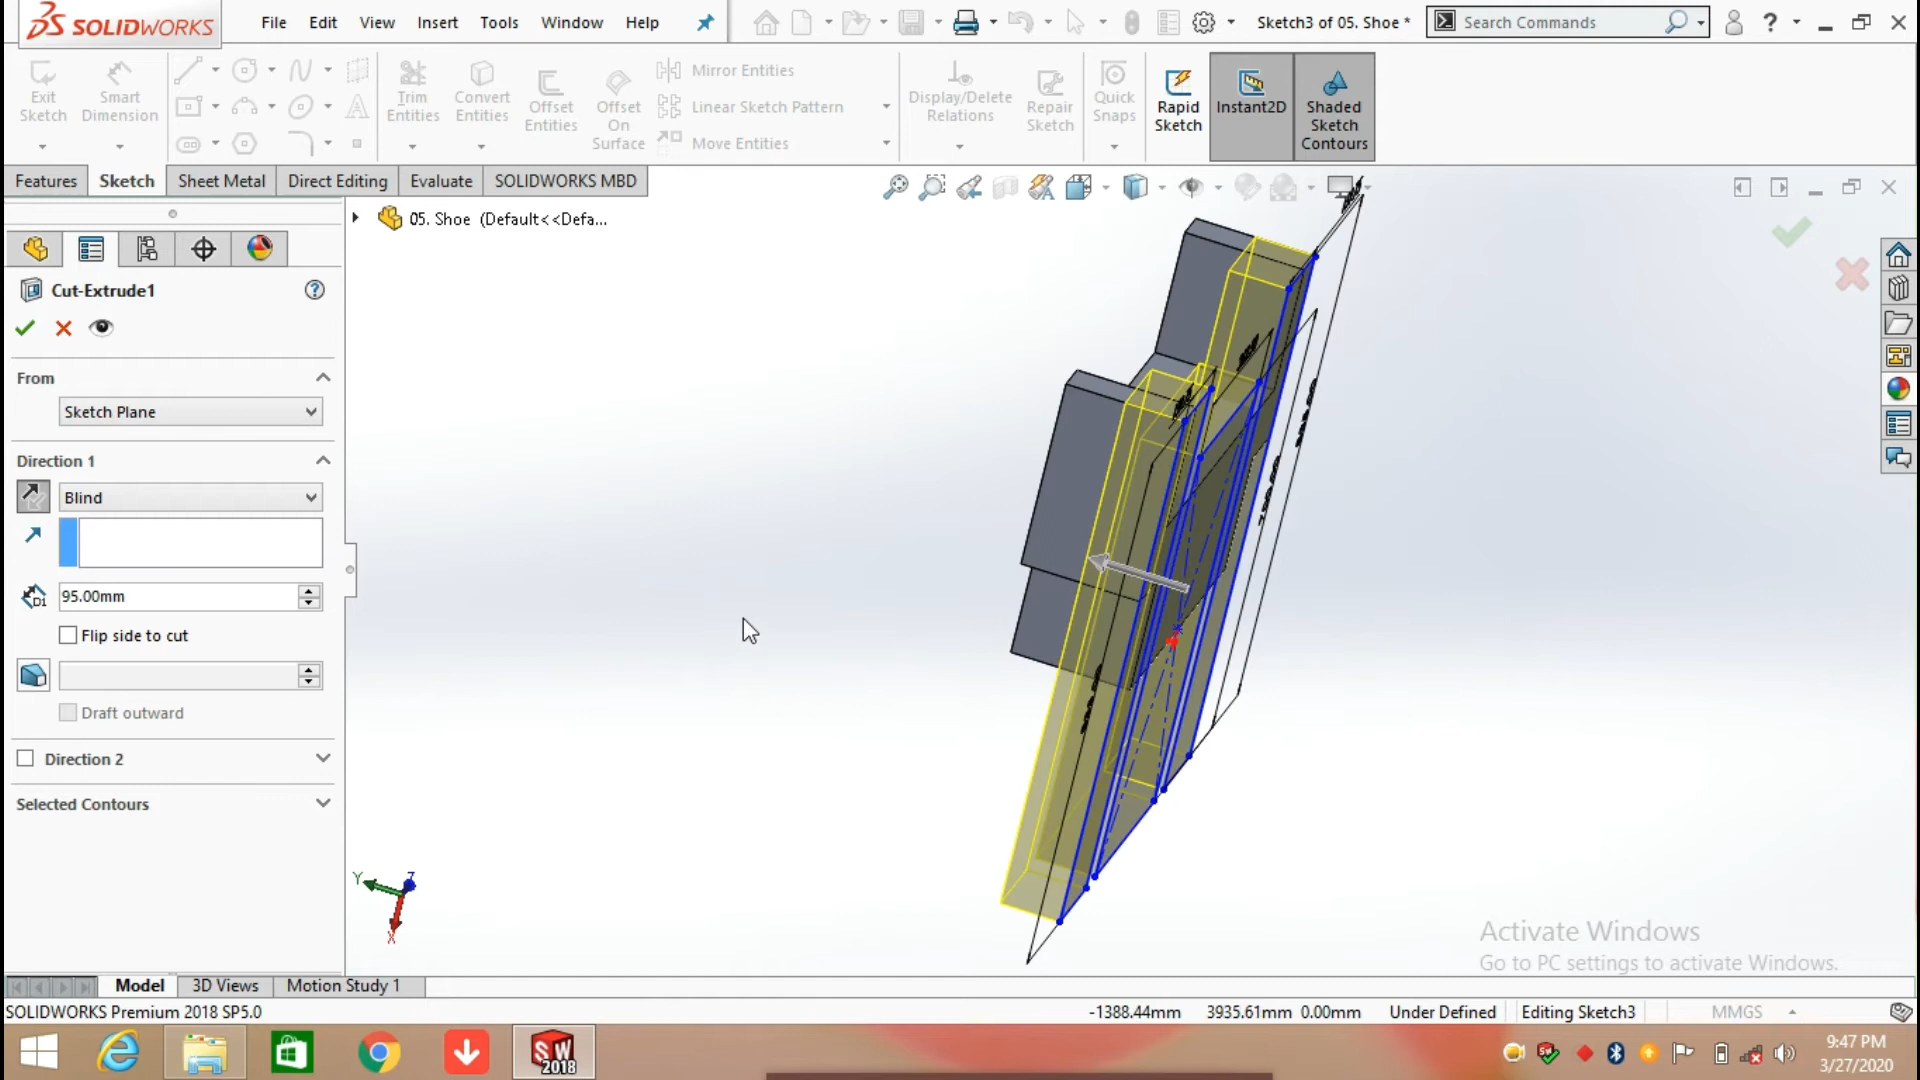 SOLIDWORKS
File Edit View Insert Tools Window Help
Sketch3 of 05. Shoe *
Search Commands
Exit Sketch
Smart Dimension
Trim Entities
Convert Entities
Offset Entities
Offset On Surface
Mirror Entities
Linear Sketch Pattern
Move Entities
Display/Delete Relations
Repair Sketch
Quick Snaps
Rapid Sketch
Instant2D
Shaded Sketch Contours
Features Sketch Sheet Metal Direct Editing Evaluate SOLIDWORKS MBD
05. Shoe (Default<<Defa...
Cut-Extrude1
From
Sketch Plane
Direction 1
Blind
D1
95.00mm
Flip side to cut
Draft outward
Direction 2
Selected Contours
Y
Z
X
Activate Windows
Go to PC settings to activate Windows.
Model 3D Views Motion Study 1
SOLIDWORKS Premium 2018 SP5.0
-1388.44mm 3935.61mm 0.00mm Under Defined Editing Sketch3 MMGS
SW 2018
9:47 PM
3/27/2020